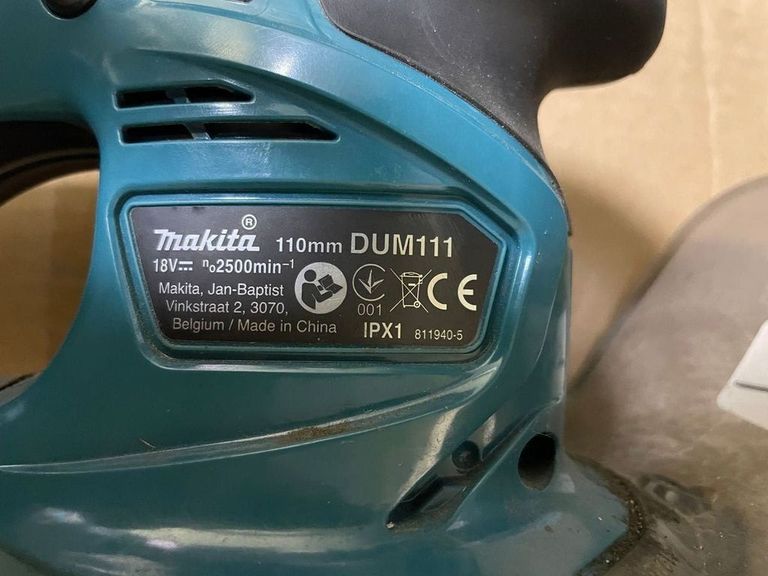 makita® 110mm DUM111
18V⎓ n₀2500min⁻¹
Makita, Jan-Baptist
Vinkstraat 2, 3070,
Belgium / Made in China
001
CE
IPX1 811940-5